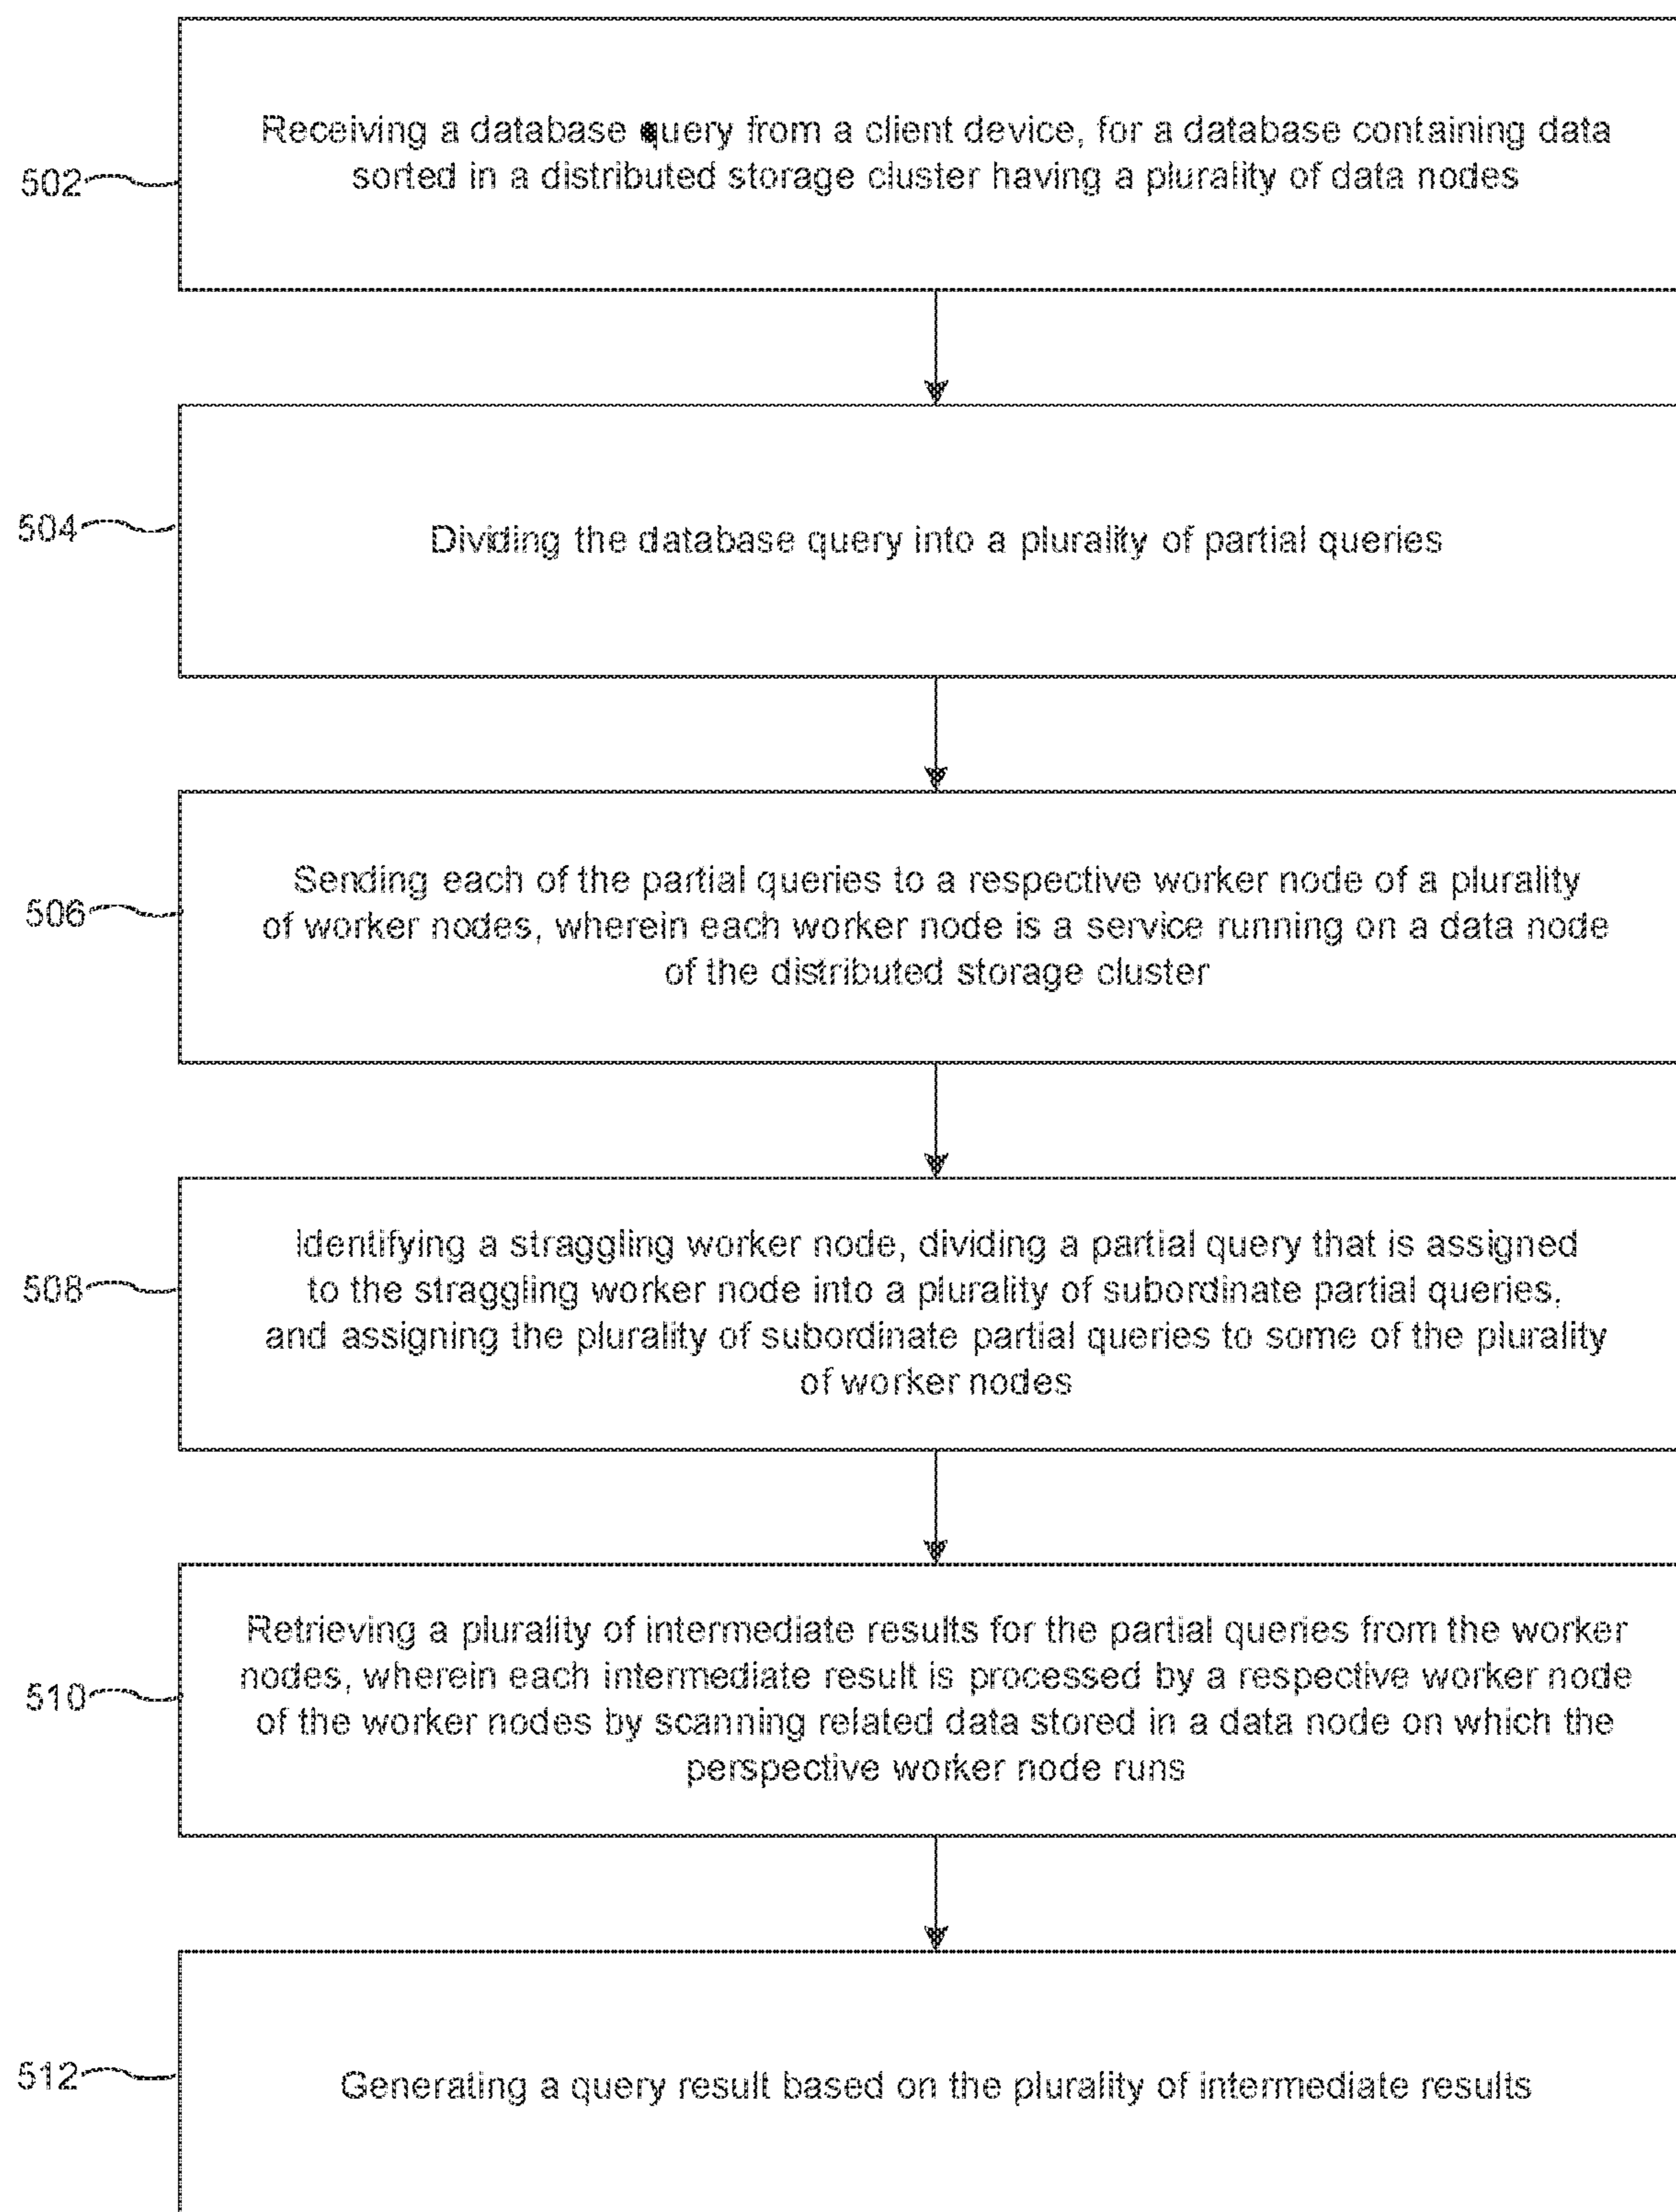 Receiving a database query from a client device, for a database containing data
sorted in a distributed storage cluster having a plurality of data nodes
502
504
Dividing the database query into a plurality of partial queries
Sending each of the partial queries to a respective worker node of a plurality
506
of worker nodes, wherein each worker node is a service running on a data node
of the distributed storage cluster
Identifying a straggling worker node, dividing a partial query that is assigned
508
to the straggling worker node into a plurality of subordinate partial queries,
and assigning the plurality of subordinate partial queries to some of the plurality
of worker nodes
Retrieving a plurality of intermediate results for the partial queries from the worker
nodes, wherein each intermediate result is processed by a respective worker node
510
of the worker nodes by scanning related data stored in a data node on which the
perspective worker node runs
512
Generating a query result based on the plurality of intermediate results